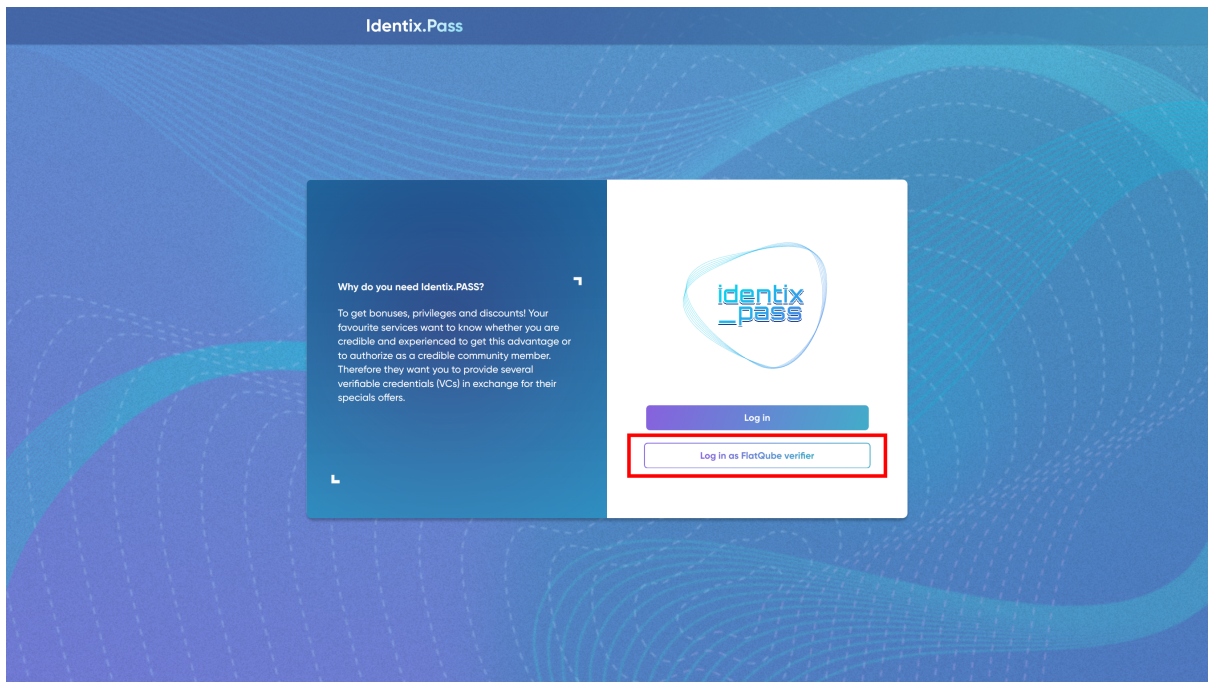 Identix.Pass
Why do you need Identix.PASS?
To get bonuses, privileges and discounts! Your
favourite services want to know whether you are
credible and experienced to get this advantage or
to authorize as a credible community member.
Therefore they want you to provide several
verifiable credentials (VCs) in exchange for their
specials offers.
identix
_pass
Log in
Log in as FlatQube verifier